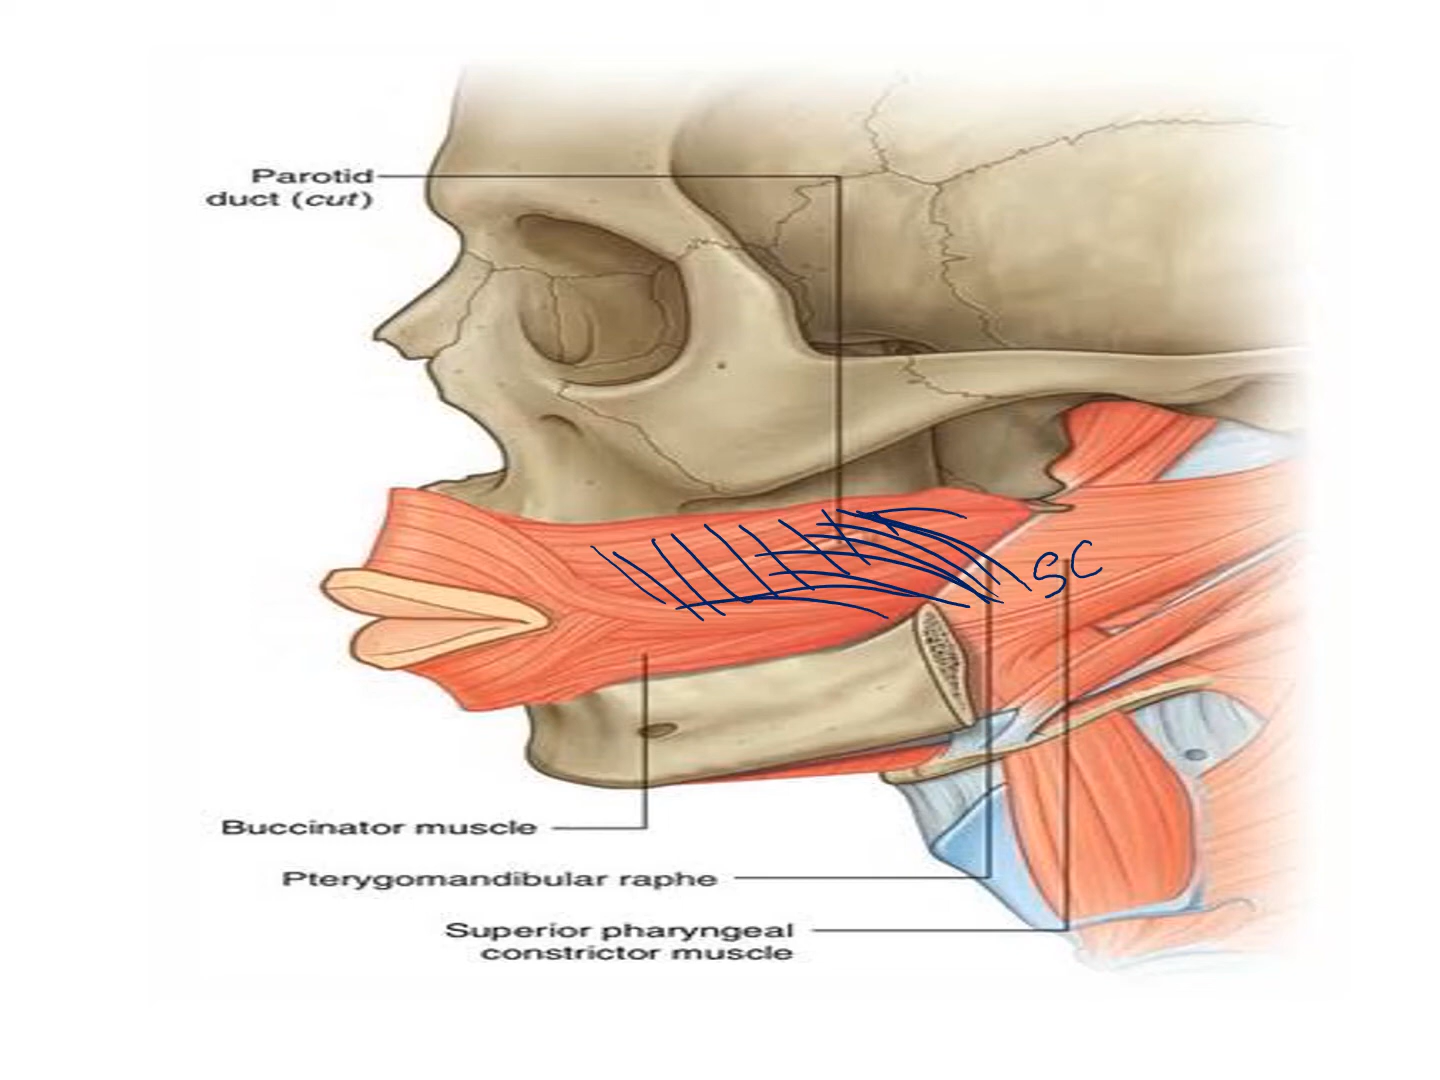 Parotid
duct (cut)
SC
Buccinator muscle
Pterygomandibular raphe
Superior pharyngeal
constrictor muscle